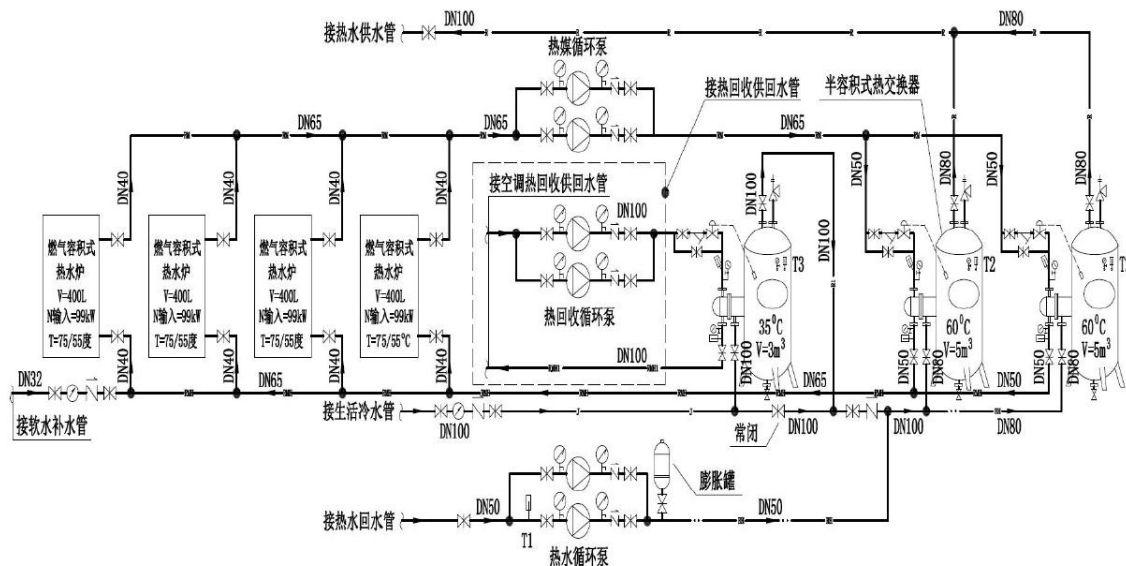 接热水供水管
DN100
DN80
热媒循环泵
接热回收供回水管
半容积式热交换器
DN65
DN65
DN65
DN40
DN40
DN40
DN40
DN50
DN80
DN50
DN80
接空调热回收供回水管
DN100
DN100
DN100
燃气容积式
热水炉
V=400L
N输入=99kW
T=75/55度
燃气容积式
热水炉
V=400L
N输入=99kW
T=75/55度
燃气容积式
热水炉
V=400L
N输入=99kW
T=75/55度
燃气容积式
热水炉
V=400L
N输入=99kW
T=75/55℃
热回收循环泵
T3
35⁰C
V=3m³
T2
60⁰C
V=5m³
60⁰C
V=5m³
DN100
DN100
DN40
DN40
DN40
DN40
DN50
DN80
DN50
DN80
DN32
DN65
DN65
DN50
接软水补水管
接生活冷水管
DN100
常闭
DN100
DN100
DN80
膨胀罐
接热水回水管
DN50
T1
DN50
热水循环泵